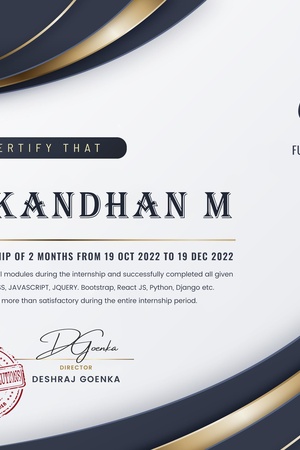 ERTIFY THAT
FU
KANDHAN M
IP OF 2 MONTHS FROM 19 OCT 2022 TO 19 DEC 2022
l modules during the internship and successfully completed all given
SS, JAVASCRIPT, JQUERY. Bootstrap, React JS, Python, Django etc.
more than satisfactory during the entire internship period.
DGoenka
DIRECTOR
DESHRAJ GOENKA